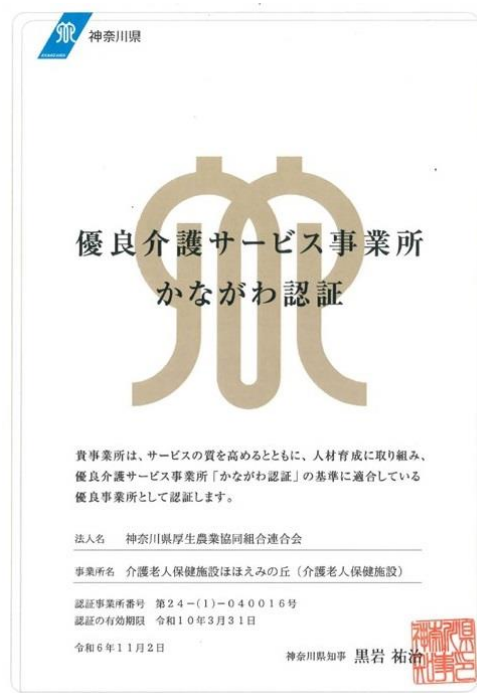 神奈川県
優良介護サービス事業所
かながわ認証
貴事業所は、サービスの質を高めるとともに、人材育成に取り組み、
優良介護サービス事業所「かながわ認証」の基準に適合している
優良事業所として認証します。
法人名　神奈川県厚生農業協同組合連合会
事業所名　介護老人保健施設ほほえみの丘（介護老人保健施設）
認証事業所番号　第24－(1)－040016号
認証の有効期限　令和10年3月31日
令和6年11月2日
神奈川県知事　黒岩 祐治